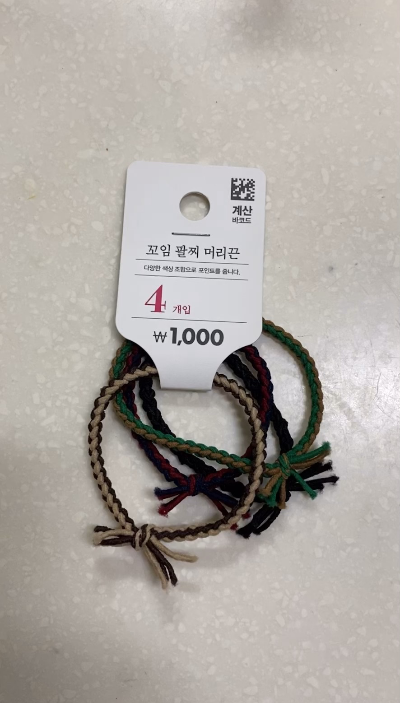 계산
바코드
꼬임 팔찌 머리끈
다양한 색상 조합으로 포인트를 줍니다.
4 개입
₩1,000